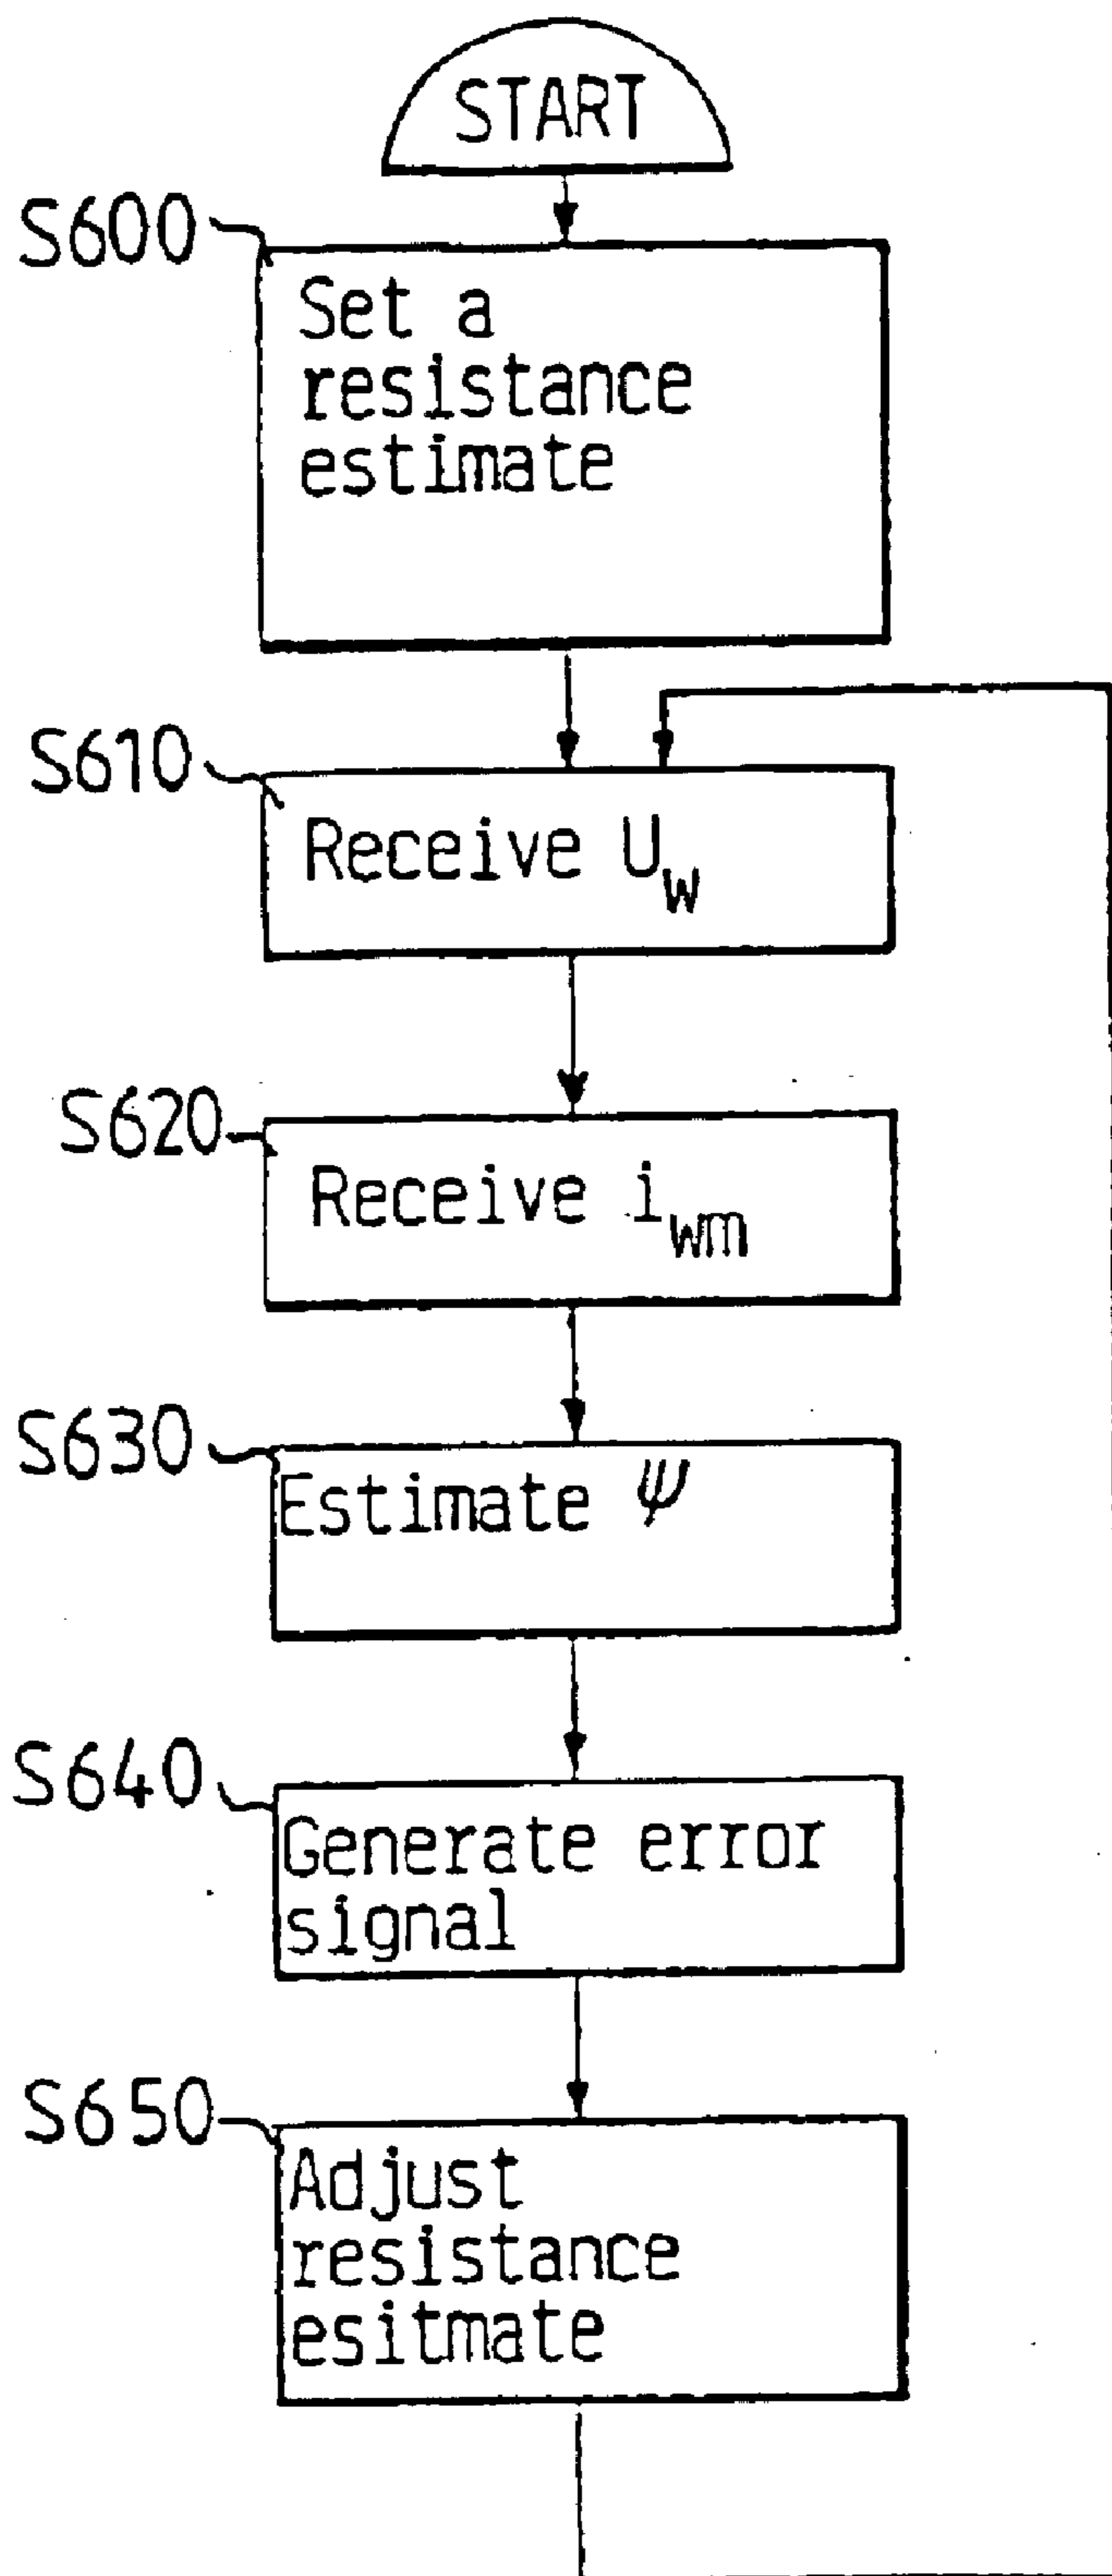 START
S600
Set a
resistance
estimate
S610
Receive U_w
S620
Receive i_wm
S630
Estimate ψ
S640
Generate error
signal
S650
Adjust
resistance
esitmate